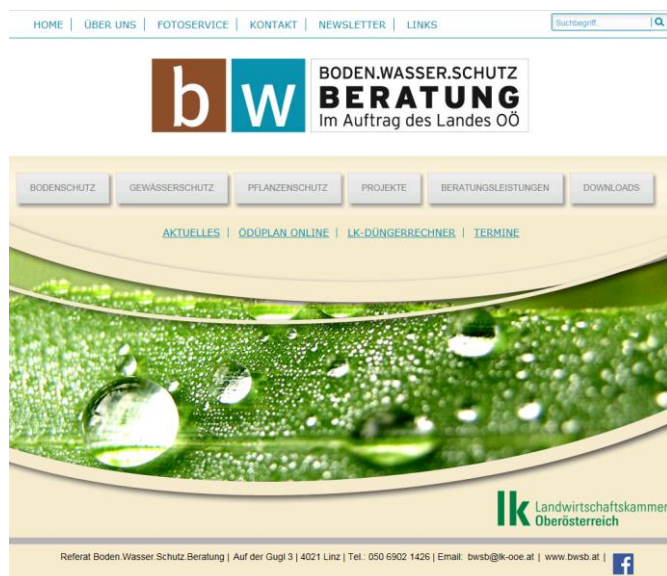 HOME | ÜBER UNS | FOTOSERVICE | KONTAKT | NEWSLETTER | LINKS
Suchbegriff..
b w
BODEN.WASSER.SCHUTZ
BERATUNG
Im Auftrag des Landes OÖ
BODENSCHUTZ GEWÄSSERSCHUTZ PFLANZENSCHUTZ PROJEKTE BERATUNGSLEISTUNGEN DOWNLOADS
AKTUELLES | ÖDÜPLAN ONLINE | LK-DÜNGERRECHNER | TERMINE
lk Landwirtschaftskammer
Oberösterreich
Referat Boden.Wasser.Schutz.Beratung | Auf der Gugl 3 | 4021 Linz | Tel.: 050 6902 1426 | Email: bwsb@lk-ooe.at | www.bwsb.at | f